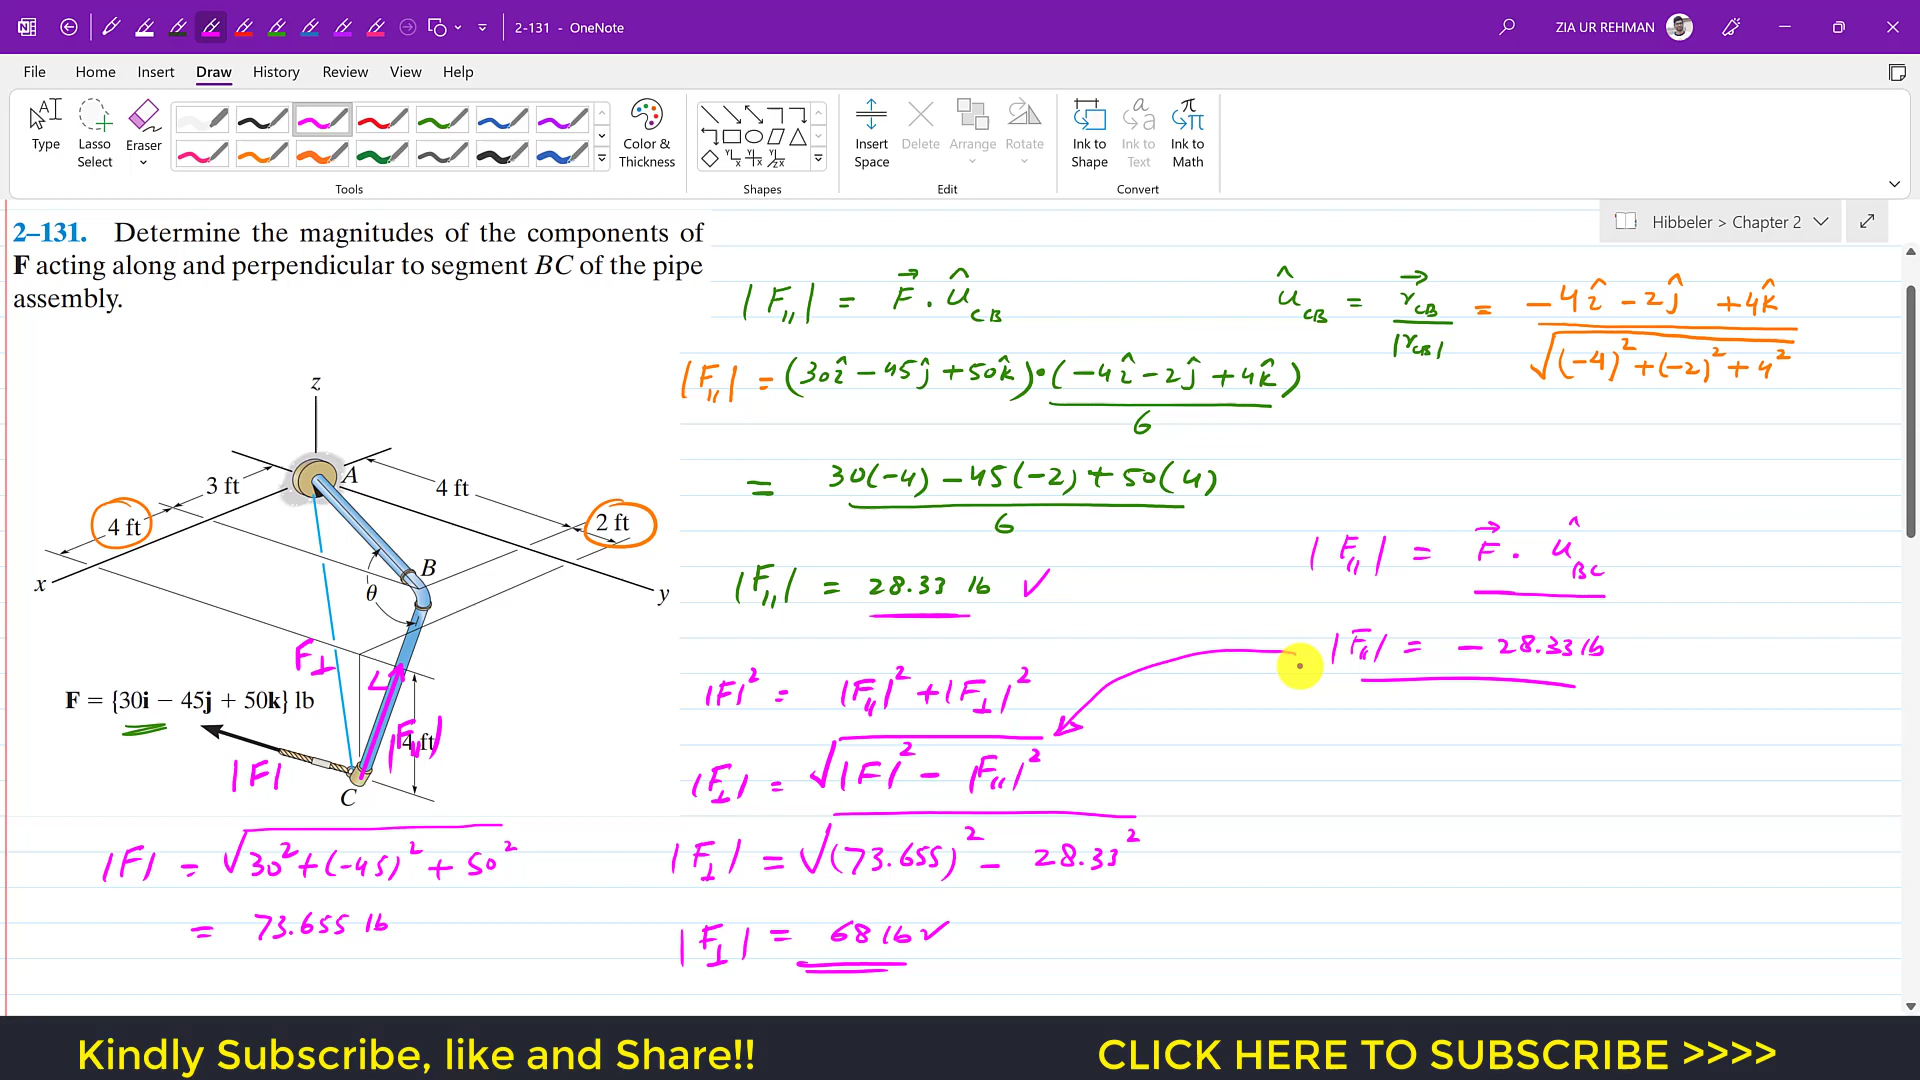 2-131 - OneNote
ZIA UR REHMAN
File Home Insert Draw History Review View Help
Type
Lasso Select
Eraser
Color & Thickness
Insert Space
Delete
Arrange
Rotate
Ink to Shape
Ink to Text
Ink to Math
Tools Shapes Edit Convert
Hibbeler > Chapter 2
2–131. Determine the magnitudes of the components of
F acting along and perpendicular to segment BC of the pipe
assembly.
z
A
3 ft
4 ft
4 ft
2 ft
x
B
θ
y
F⊥
F = {30i − 45j + 50k} lb
|F∥|
4 ft
|F|
C
|F| = √30² + (-45)² + 50²
= 73.655 lb
|F∥| = F⃗ . û_CB
û_CB = r⃗_CB / |r_CB| = -4î - 2ĵ + 4k̂ / √(-4)² + (-2)² + 4²
|F∥| = (30î - 45ĵ + 50k̂) • (-4î - 2ĵ + 4k̂) / 6
= 30(-4) - 45(-2) + 50(4) / 6
|F∥| = 28.33 lb ✓
|F|² = |F∥|² + |F⊥|²
|F⊥| = √|F|² - |F∥|²
|F⊥| = √(73.655)² - 28.33²
|F⊥| = 68 lb ✓
|F∥| = F⃗ . û_BC
|F∥| = - 28.33 lb
Kindly Subscribe, like and Share!!
CLICK HERE TO SUBSCRIBE >>>>